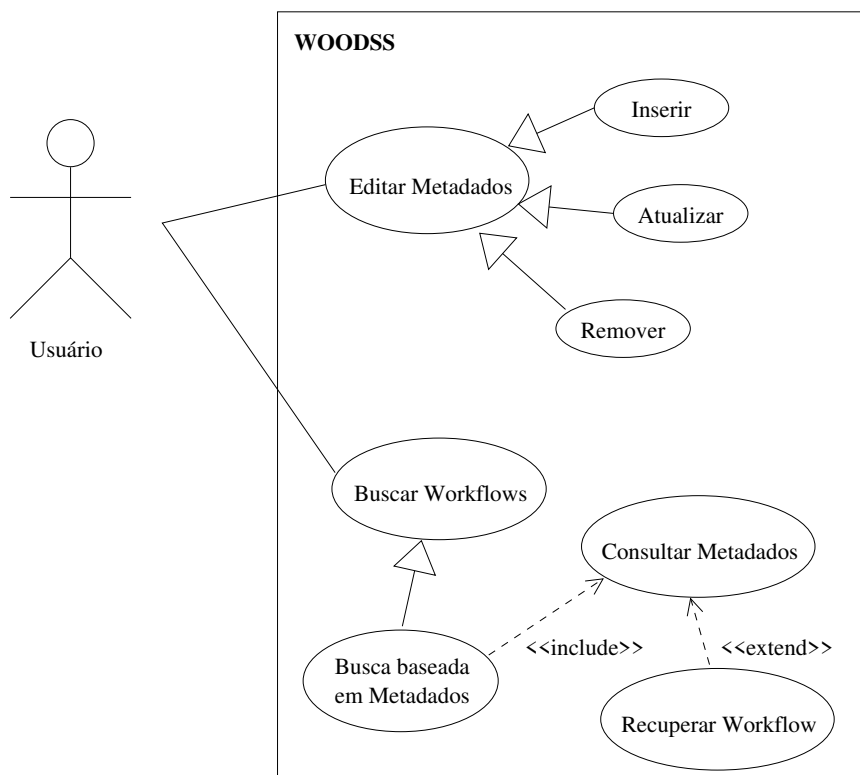 WOODSS
Inserir
Editar Metadados
Atualizar
Remover
Usuário
Buscar Workflows
Consultar Metadados
<<include>>
<<extend>>
Busca baseada
em Metadados
Recuperar Workflow